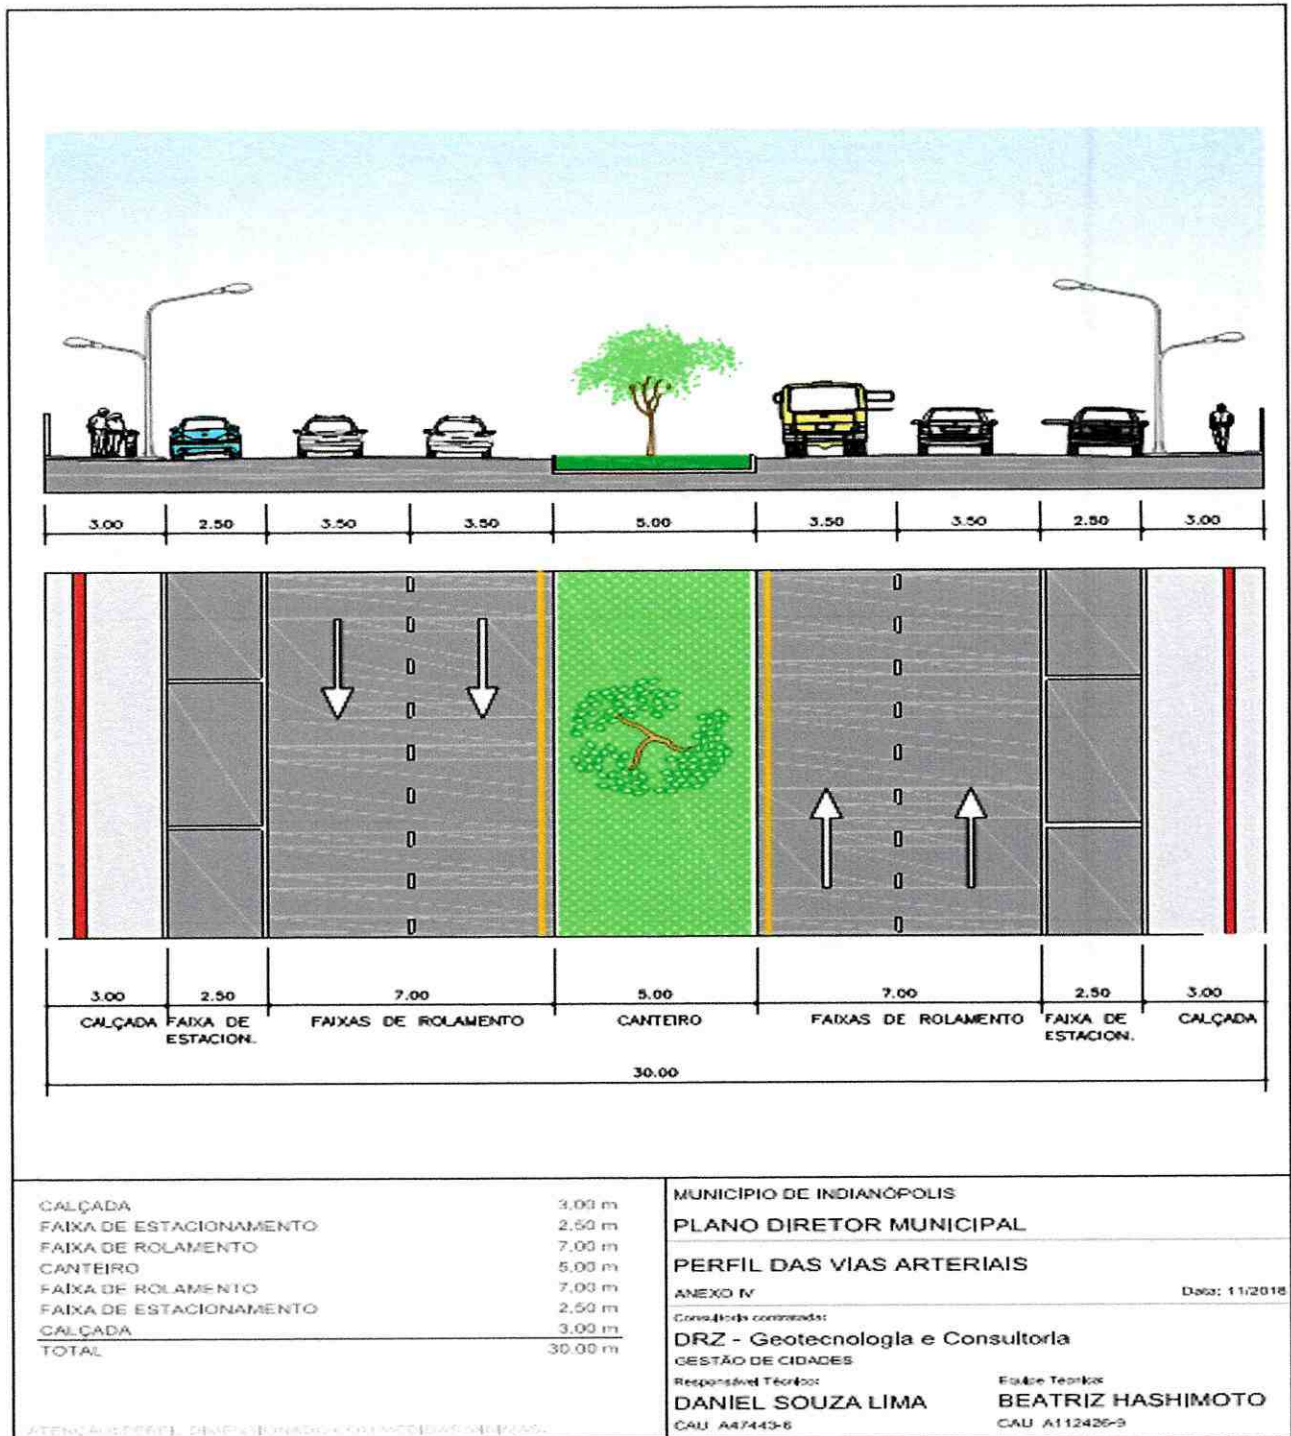 3.00 2.50 3.50 3.50 5.00 3.50 3.50 2.50 3.00
3.00 2.50 7.00 5.00 7.00 2.50 3.00
CALÇADA FAIXA DE ESTACION. FAIXAS DE ROLAMENTO CANTEIRO FAIXAS DE ROLAMENTO FAIXA DE ESTACION. CALÇADA
30.00
CALÇADA 3,00 m
FAIXA DE ESTACIONAMENTO 2,50 m
FAIXA DE ROLAMENTO 7,00 m
CANTEIRO 5,00 m
FAIXA DE ROLAMENTO 7,00 m
FAIXA DE ESTACIONAMENTO 2,50 m
CALÇADA 3,00 m
TOTAL 30,00 m
ATENÇÃO: PERFIL DIMENSIONADO COM MEDIDAS MÍNIMAS.
MUNICÍPIO DE INDIANÓPOLIS
PLANO DIRETOR MUNICIPAL
PERFIL DAS VIAS ARTERIAIS
ANEXO IV Data: 11/2018
Consultoria contratada:
DRZ - Geotecnologia e Consultoria
GESTÃO DE CIDADES
Responsável Técnico: Equipe Técnica:
DANIEL SOUZA LIMA BEATRIZ HASHIMOTO
CAU A47443-6 CAU A112426-9